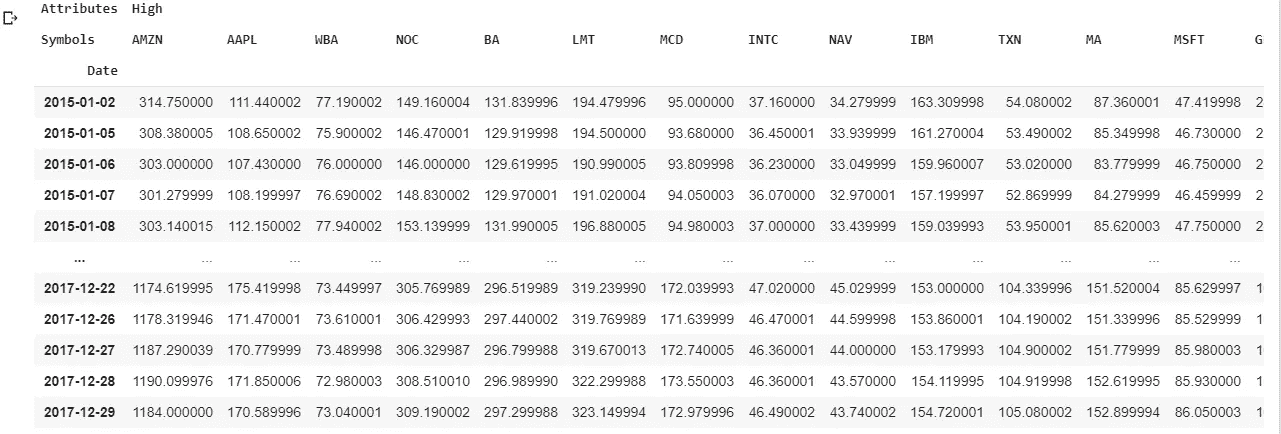 Attributes High
Symbols AMZN AAPL WBA NOC BA LMT MCD INTC NAV IBM TXN MA MSFT
Date
2015-01-02 314.750000 111.440002 77.190002 149.160004 131.839996 194.479996 95.000000 37.160000 34.279999 163.309998 54.080002 87.360001 47.419998 2
2015-01-05 308.380005 108.650002 75.900002 146.470001 129.919998 194.500000 93.680000 36.450001 33.939999 161.270004 53.490002 85.349998 46.730000 2
2015-01-06 303.000000 107.430000 76.000000 146.000000 129.619995 190.990005 93.809998 36.230000 33.049999 159.960007 53.020000 83.779999 46.750000 2
2015-01-07 301.279999 108.199997 76.690002 148.830002 129.970001 191.020004 94.050003 36.070000 32.970001 157.199997 52.869999 84.279999 46.459999 2
2015-01-08 303.140015 112.150002 77.940002 153.139999 131.990005 196.880005 94.980003 37.000000 33.439999 159.039993 53.950001 85.620003 47.750000 2
... ... ... ... ... ... ... ... ... ... ... ... ... ...
2017-12-22 1174.619995 175.419998 73.449997 305.769989 296.519989 319.239990 172.039993 47.020000 45.029999 153.000000 104.339996 151.520004 85.629997 1
2017-12-26 1178.319946 171.470001 73.610001 306.429993 297.440002 319.769989 171.639999 46.470001 44.599998 153.860001 104.190002 151.339996 85.529999 1
2017-12-27 1187.290039 170.779999 73.489998 306.329987 296.799988 319.670013 172.740005 46.360001 44.000000 153.179993 104.900002 151.779999 85.980003 1
2017-12-28 1190.099976 171.850006 72.980003 308.510010 296.989990 322.299988 173.550003 46.360001 43.570000 154.119995 104.919998 152.619995 85.930000 1
2017-12-29 1184.000000 170.589996 73.040001 309.190002 297.299988 323.149994 172.979996 46.490002 43.740002 154.720001 105.080002 152.899994 86.050003 1